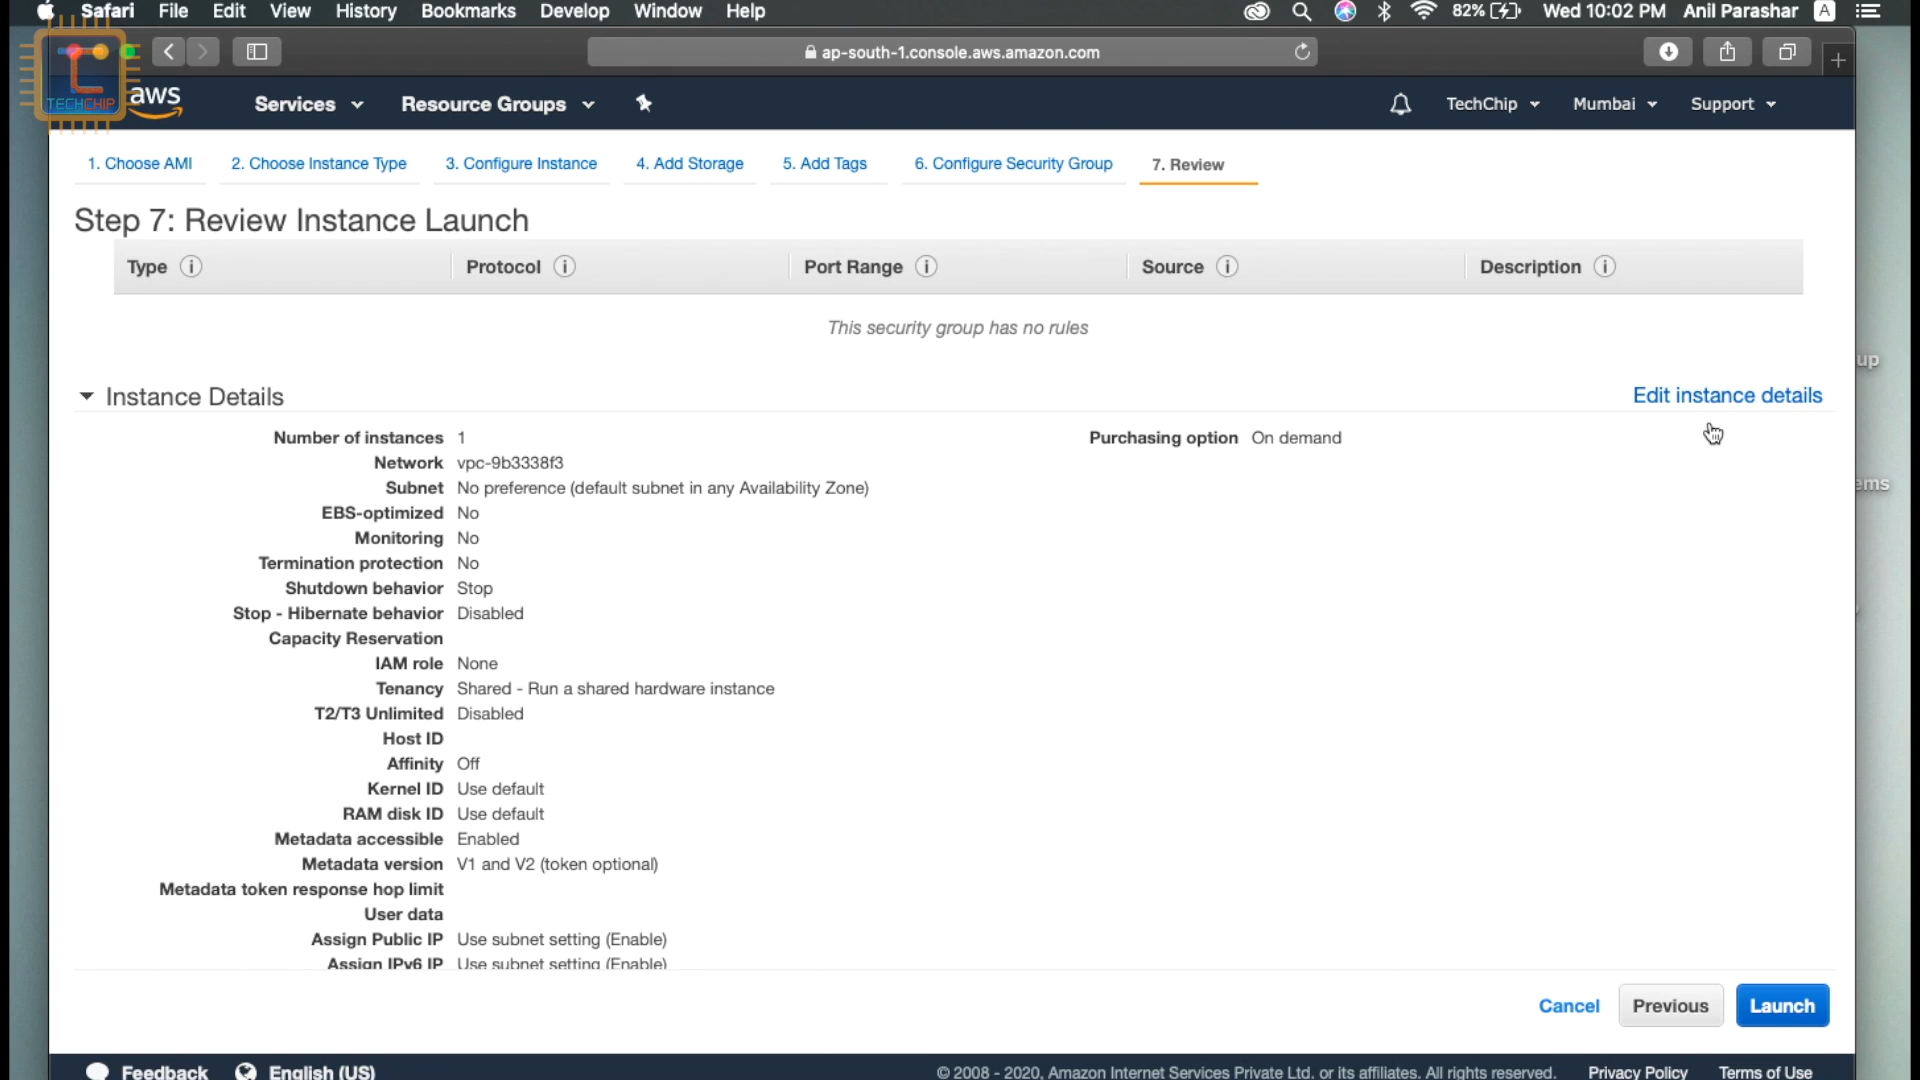 Safari File Edit View History Bookmarks Develop Window Help 82% Wed 10:02 PM Anil Parashar A
ap-south-1.console.aws.amazon.com
TECHCHIP
aws Services Resource Groups TechChip Mumbai Support
1. Choose AMI 2. Choose Instance Type 3. Configure Instance 4. Add Storage 5. Add Tags 6. Configure Security Group 7. Review
Step 7: Review Instance Launch
Type i Protocol i Port Range i Source i Description i
This security group has no rules
up
Instance Details Edit instance details
Number of instances 1 Purchasing option On demand
Network vpc-9b3338f3
Subnet No preference (default subnet in any Availability Zone)
ems
EBS-optimized No
Monitoring No
Termination protection No
Shutdown behavior Stop
Stop - Hibernate behavior Disabled
Capacity Reservation
IAM role None
Tenancy Shared - Run a shared hardware instance
T2/T3 Unlimited Disabled
Host ID
Affinity Off
Kernel ID Use default
RAM disk ID Use default
Metadata accessible Enabled
Metadata version V1 and V2 (token optional)
Metadata token response hop limit
User data
Assign Public IP Use subnet setting (Enable)
Assign IPv6 IP Use subnet setting (Enable)
Cancel Previous Launch
Feedback English (US) © 2008 - 2020, Amazon Internet Services Private Ltd. or its affiliates. All rights reserved. Privacy Policy Terms of Use